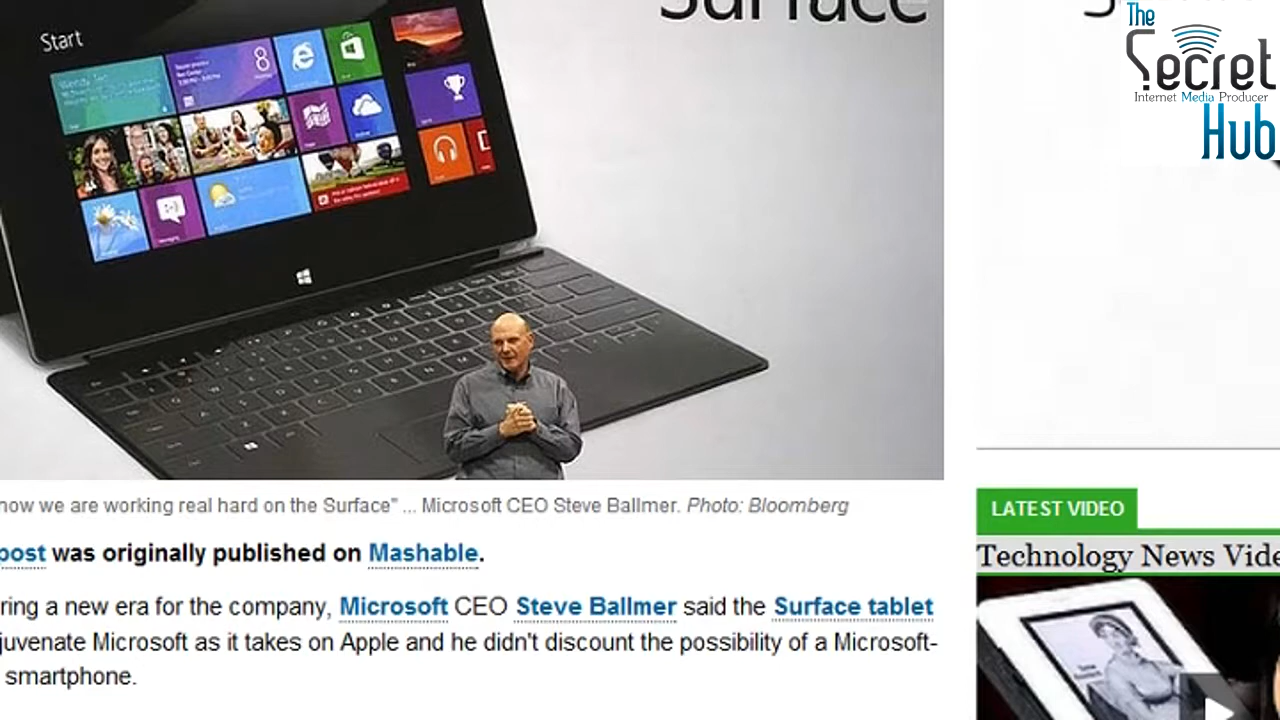 Surface
The
Secret
Internet Media Producer
Hub
Start
8
now we are working real hard on the Surface" ... Microsoft CEO Steve Ballmer. Photo: Bloomberg
post was originally published on Mashable.
ring a new era for the company, Microsoft CEO Steve Ballmer said the Surface tablet
juvenate Microsoft as it takes on Apple and he didn't discount the possibility of a Microsoft-
smartphone.
LATEST VIDEO
Technology News Vide